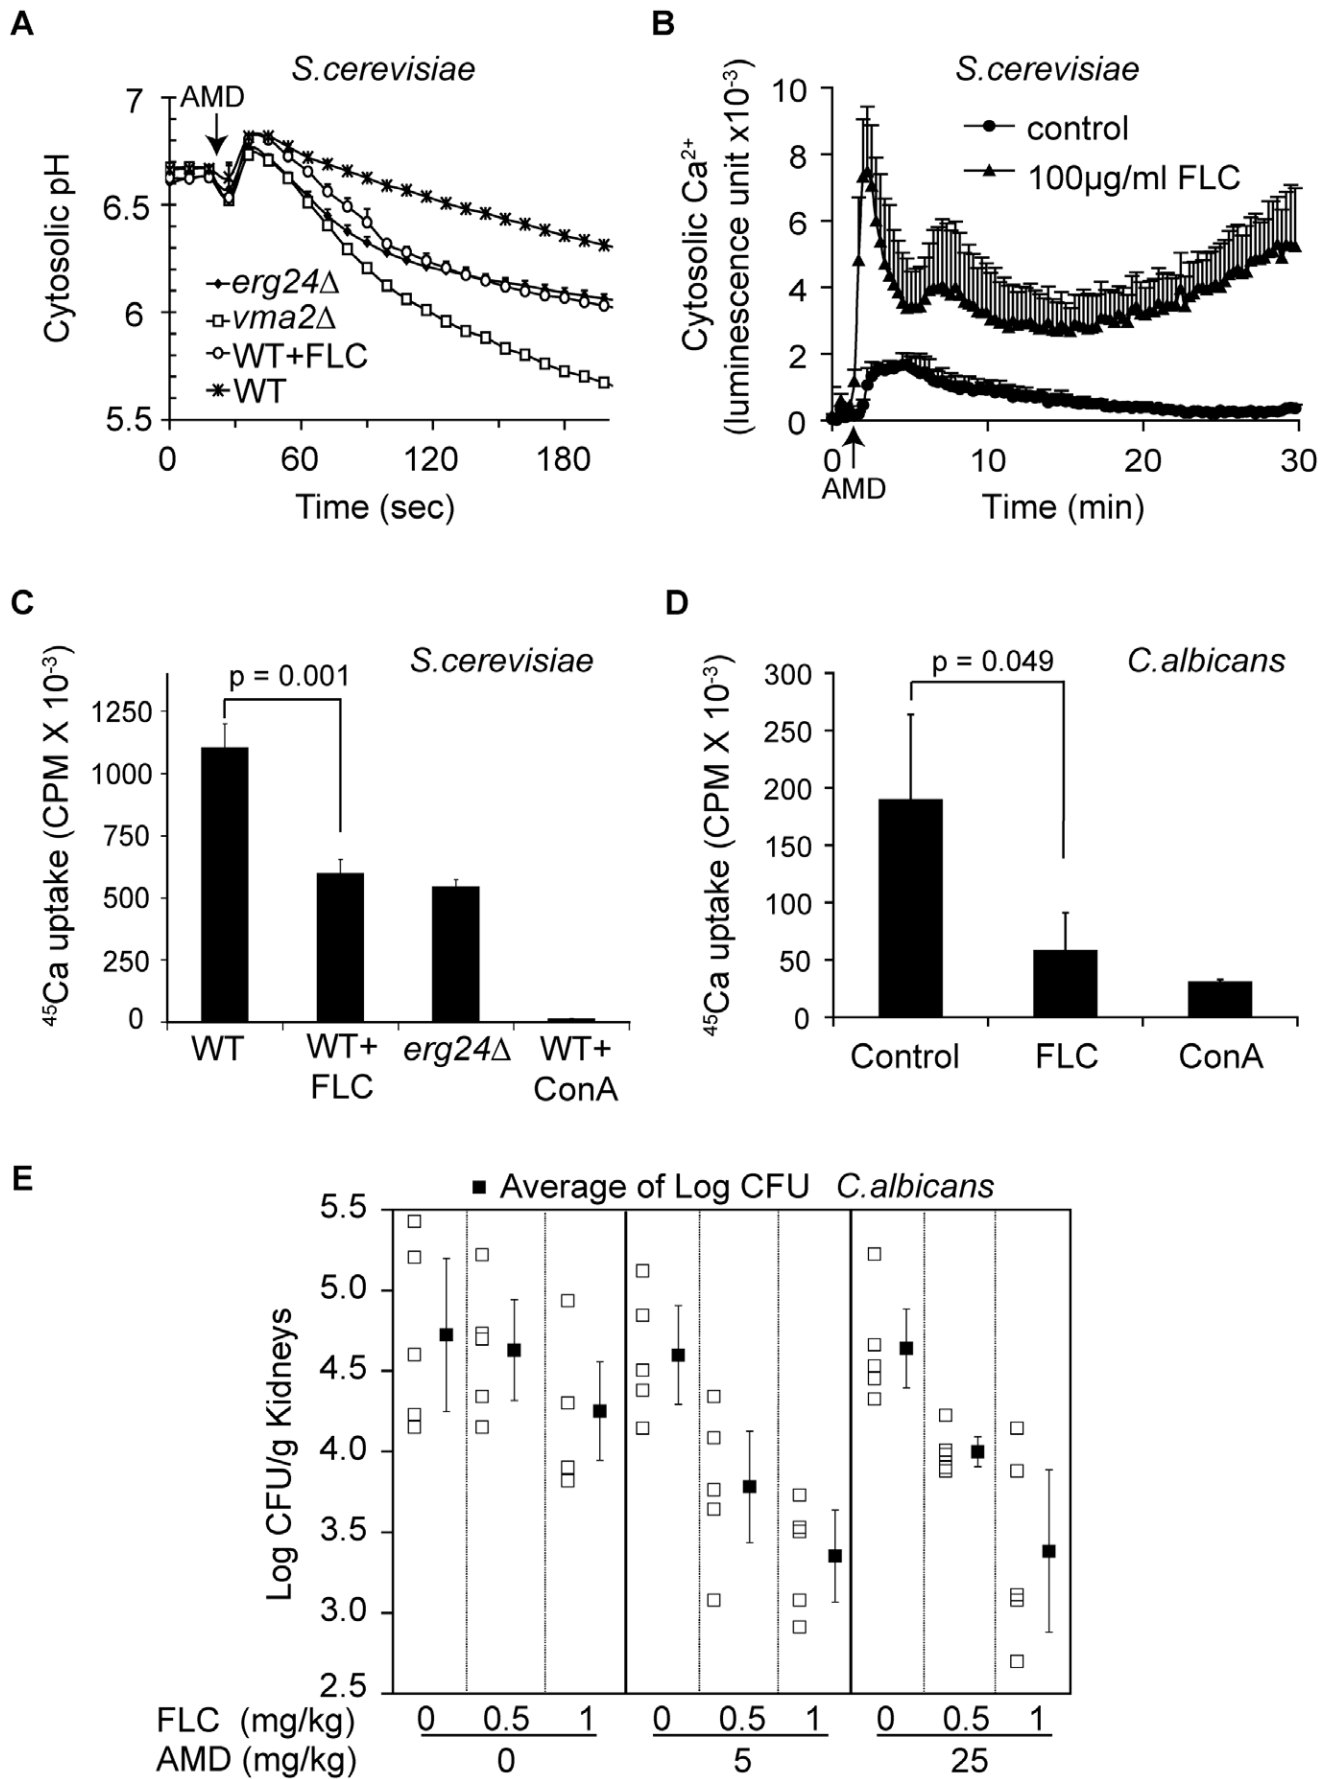 A
S.cerevisiae
7
6.5
6
5.5
AMD
Cytosolic pH
erg24Δ
vma2Δ
WT+FLC
WT
0 60 120 180
Time (sec)
B
S.cerevisiae
10
8
6
4
2
0
Cytosolic Ca²⁺
(luminescence unit x10⁻³)
control
100µg/ml FLC
0 10 20 30
AMD
Time (min)
C
S.cerevisiae
p = 0.001
1250
1000
750
500
250
0
⁴⁵Ca uptake (CPM X 10⁻³)
WT WT+ erg24Δ WT+
FLC ConA
D
C.albicans
p = 0.049
300
250
200
150
100
50
0
⁴⁵Ca uptake (CPM X 10⁻³)
Control FLC ConA
E
Average of Log CFU C.albicans
5.5
5.0
4.5
4.0
3.5
3.0
2.5
Log CFU/g Kidneys
FLC (mg/kg) 0 0.5 1 0 0.5 1 0 0.5 1
AMD (mg/kg) 0 5 25